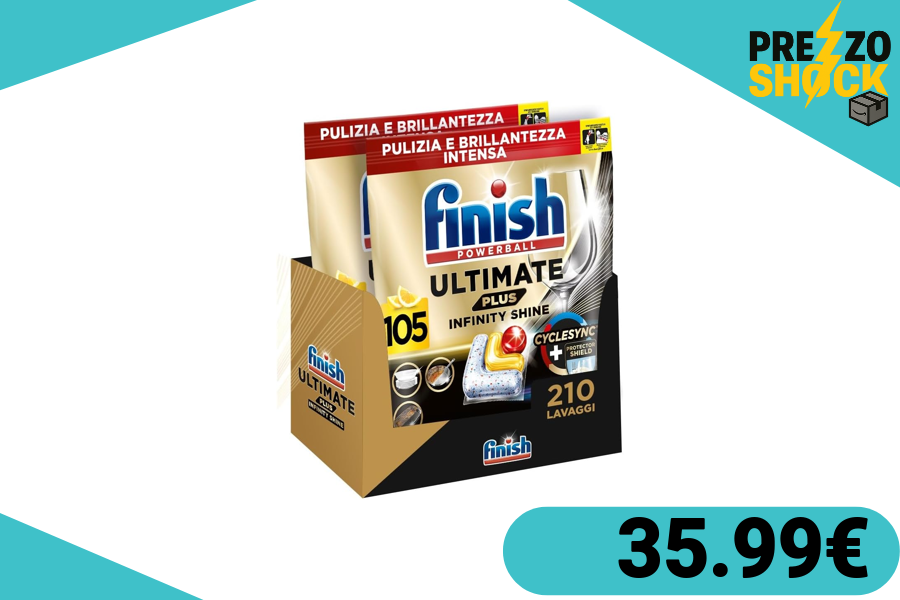 PREZZO
SHOCK
PULIZIA E BRILLANTEZZA
PULIZIA E BRILLANTEZZA
INTENSA
finish
POWERBALL
ULTIMATE
PLUS
INFINITY SHINE
105
CYCLESYNC
+ PROTECTOR
SHIELD
210
LAVAGGI
finish
ULTIMATE
PLUS
INFINITY SHINE
finish
35.99€